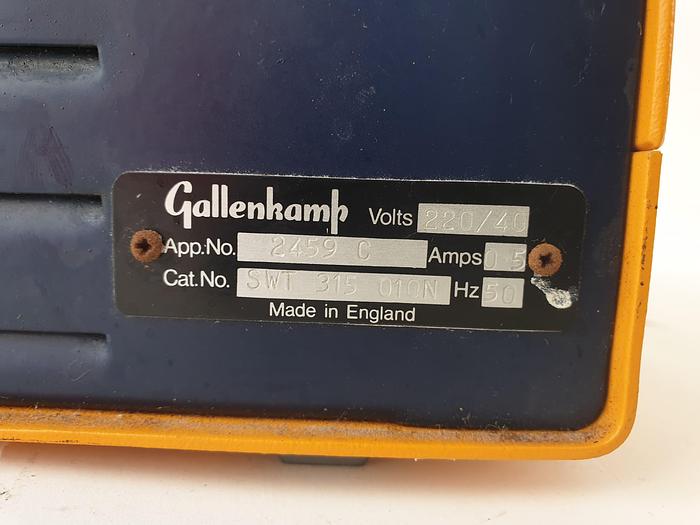 Gallenkamp Volts 220/40
App.No. 2459 C Amps 0.5
Cat.No. SWT 315 010N Hz 50
Made in England